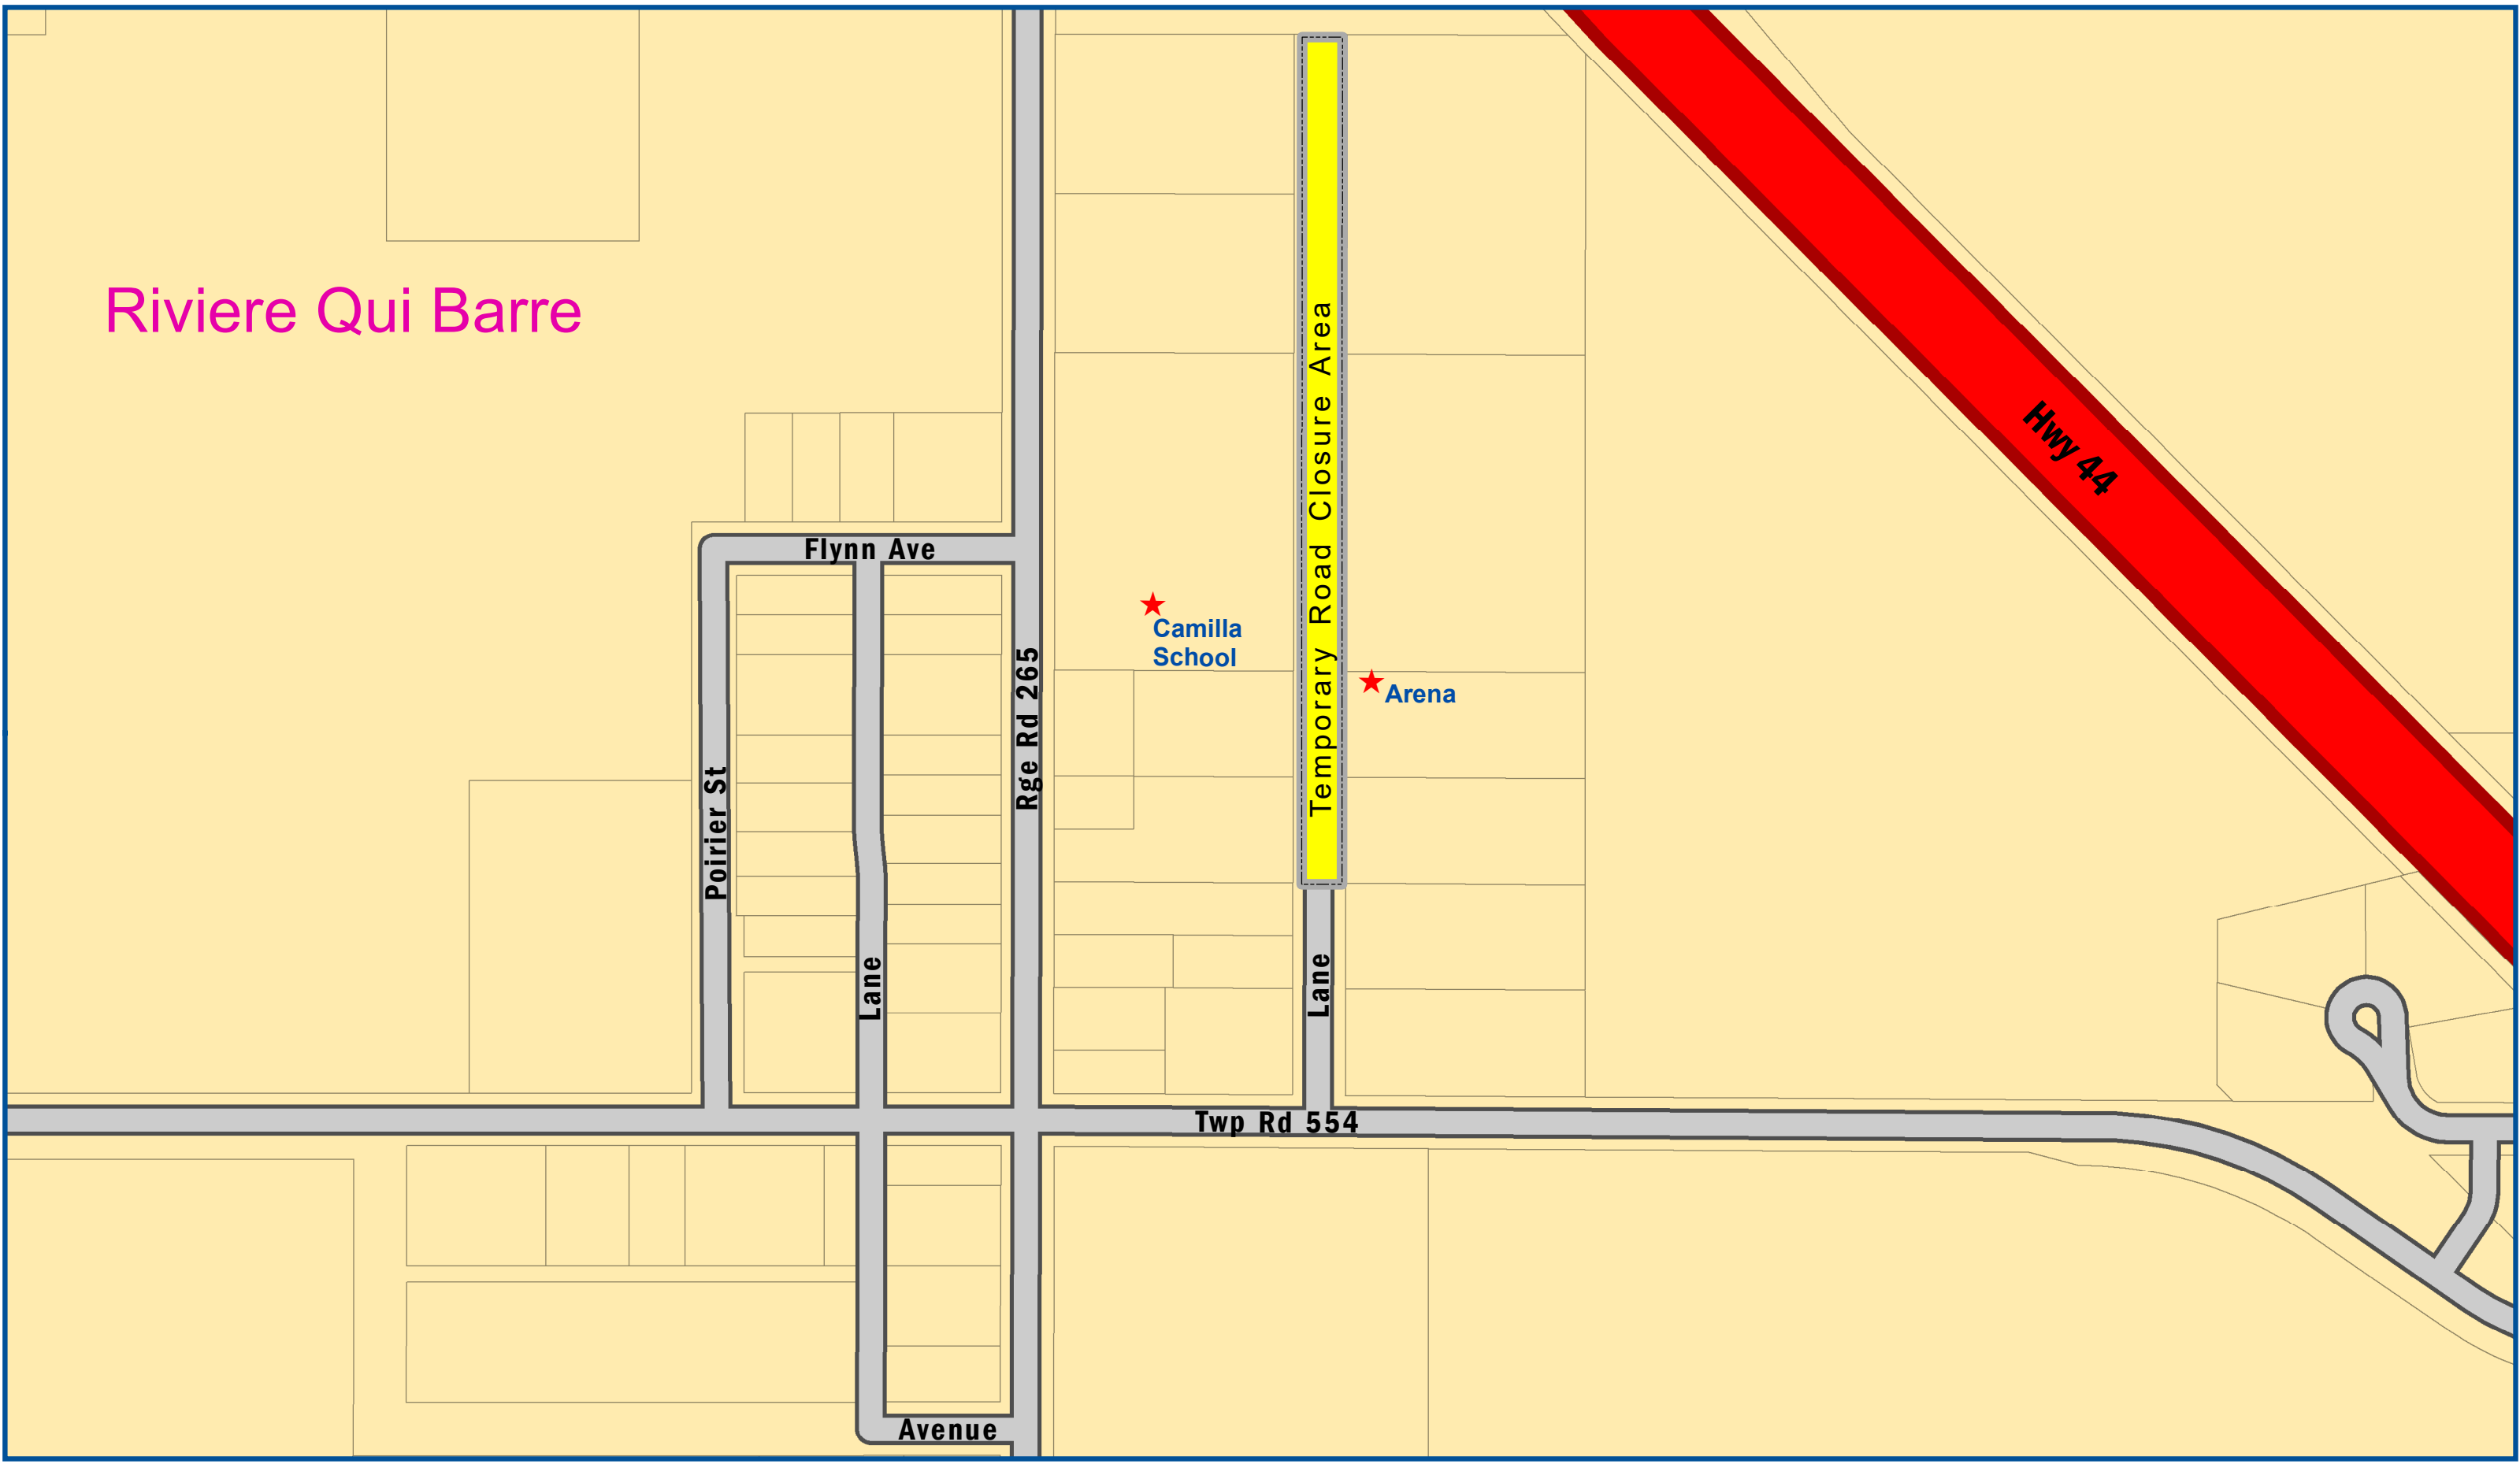 Riviere Qui Barre
Hwy 44
Temporary Road Closure Area
Flynn Ave
Camilla
School
Arena
Rge Rd 265
Poirier St
Lane
Lane
Twp Rd 554
Avenue